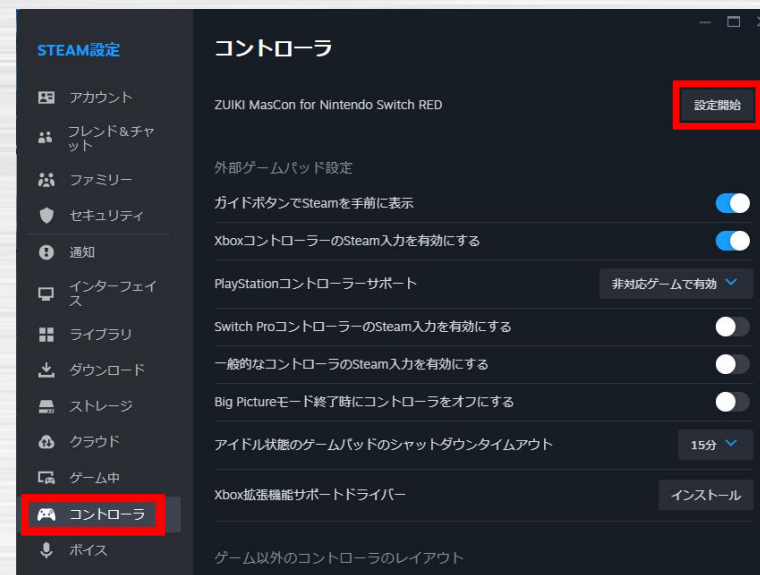 STEAM設定
アカウント
フレンド&チャ
ット
ファミリー
セキュリティ
通知
インターフェイ
ス
ライブラリ
ダウンロード
ストレージ
クラウド
ゲーム中
コントローラ
ボイス
コントローラ
ZUIKI MasCon for Nintendo Switch RED
設定開始
外部ゲームパッド設定
ガイドボタンでSteamを手前に表示
XboxコントローラーのSteam入力を有効にする
PlayStationコントローラーサポート
非対応ゲームで有効
Switch ProコントローラーのSteam入力を有効にする
一般的なコントローラのSteam入力を有効にする
Big Pictureモード終了時にコントローラをオフにする
アイドル状態のゲームパッドのシャットダウンタイムアウト
15分
Xbox拡張機能サポートドライバー
インストール
ゲーム以外のコントローラのレイアウト